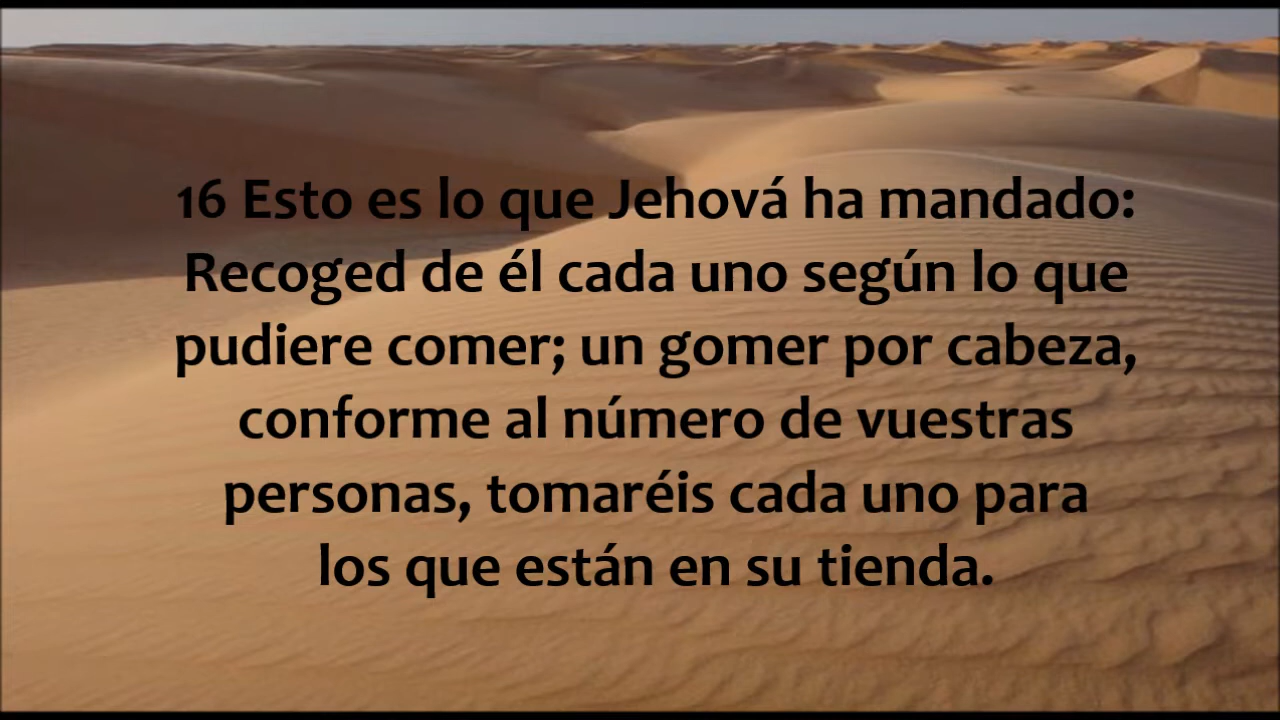 16 Esto es lo que Jehová ha mandado:
Recoged de él cada uno según lo que
pudiere comer; un gomer por cabeza,
conforme al número de vuestras
personas, tomaréis cada uno para
los que están en su tienda.